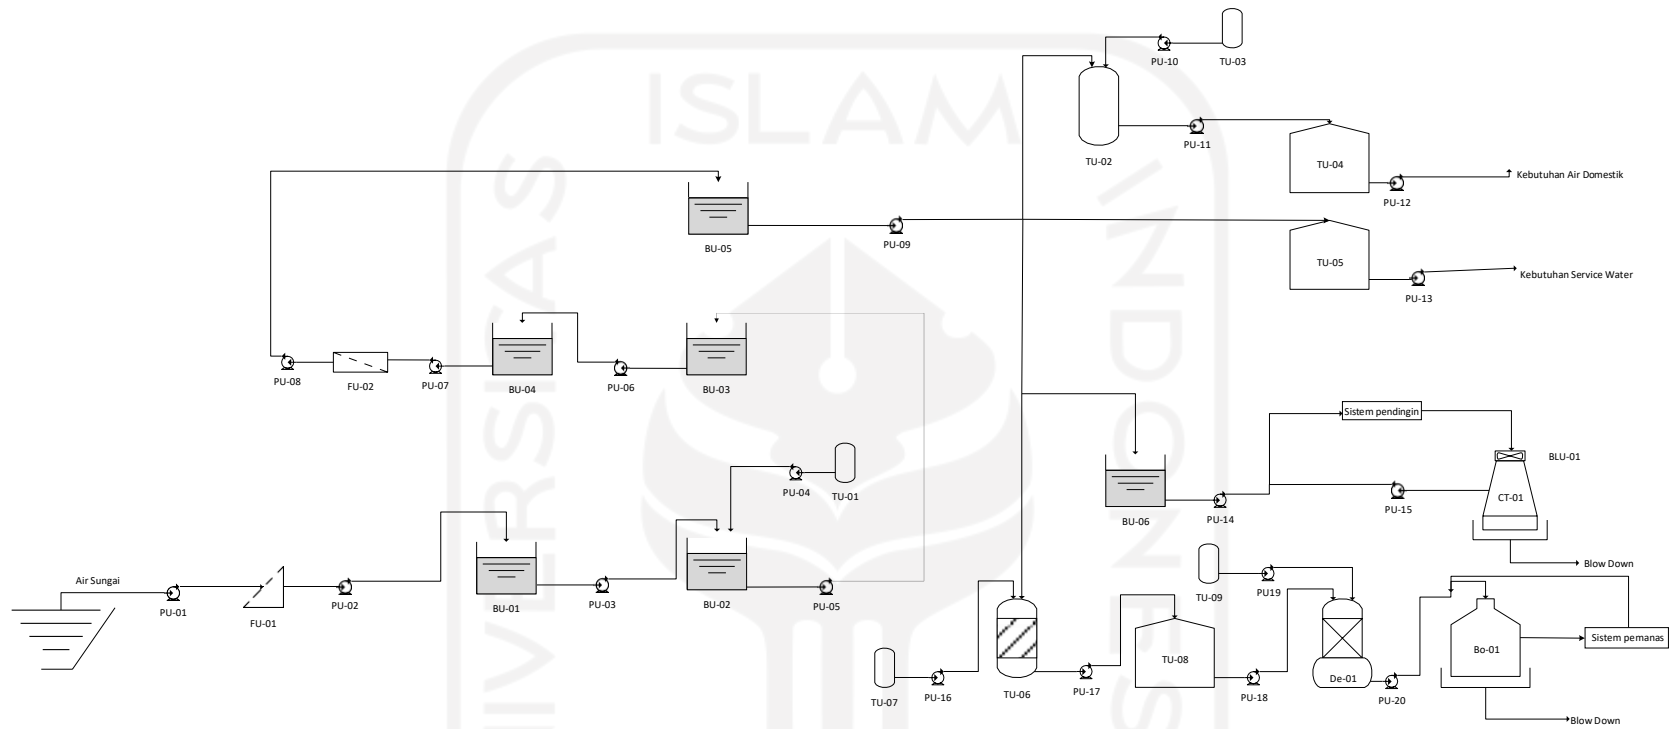 ISLAM
UNIVERSITAS
INDONESIA
PU-10
TU-03
TU-02
PU-11
TU-04
PU-12
Kebutuhan Air Domestik
BU-05
PU-09
TU-05
PU-13
Kebutuhan Service Water
PU-08
FU-02
PU-07
BU-04
PU-06
BU-03
Sistem pendingin
BLU-01
CT-01
PU-04
TU-01
BU-06
PU-14
PU-15
Blow Down
Air Sungai
PU-01
FU-01
PU-02
BU-01
PU-03
BU-02
PU-05
TU-09
PU19
Sistem pemanas
TU-07
PU-16
TU-06
PU-17
TU-08
PU-18
De-01
PU-20
Bo-01
Blow Down